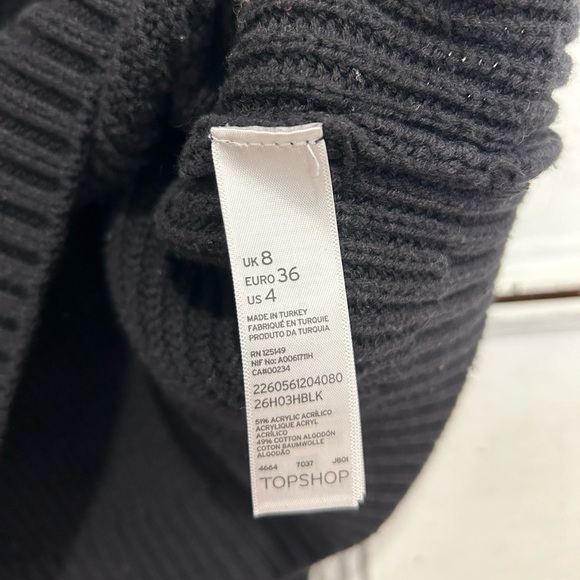 UK 8
EURO 36
US 4
MADE IN TURKEY
FABRIQUÉ EN TURQUIE
PRODUTO DA TURQUIA
RN 125149
NIF No: A0061711H
CA#00234
2260561204080
26H03HBLK
51% ACRYLIC ACRÍLICO
ACRYLIQUE ACRYL
ACRÍLICO
49% COTTON ALGODÓN
COTON BAUMWOLLE
ALGODÃO
4664 7037 JB01
TOPSHOP